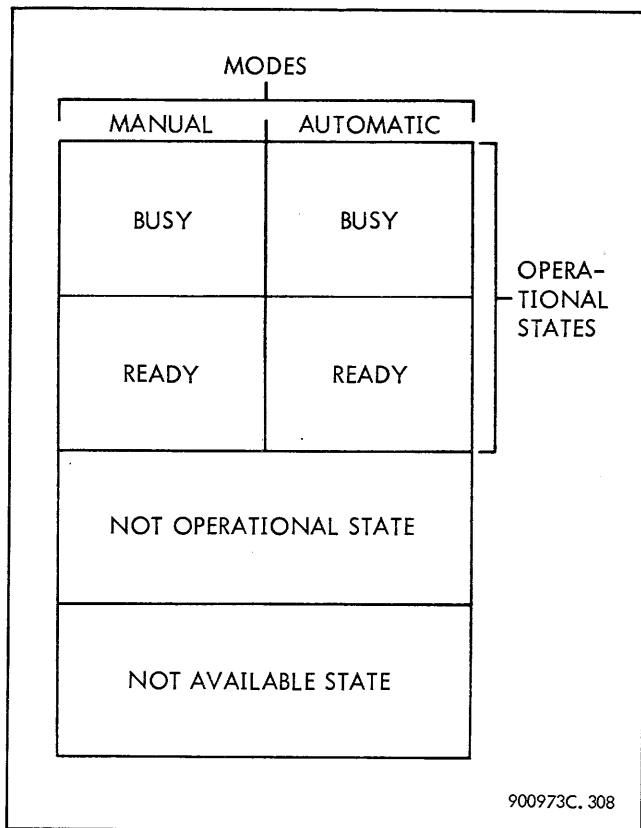 MODES
MANUAL AUTOMATIC
BUSY BUSY
OPERA-
TIONAL
STATES
READY READY
NOT OPERATIONAL STATE
NOT AVAILABLE STATE
900973C. 308